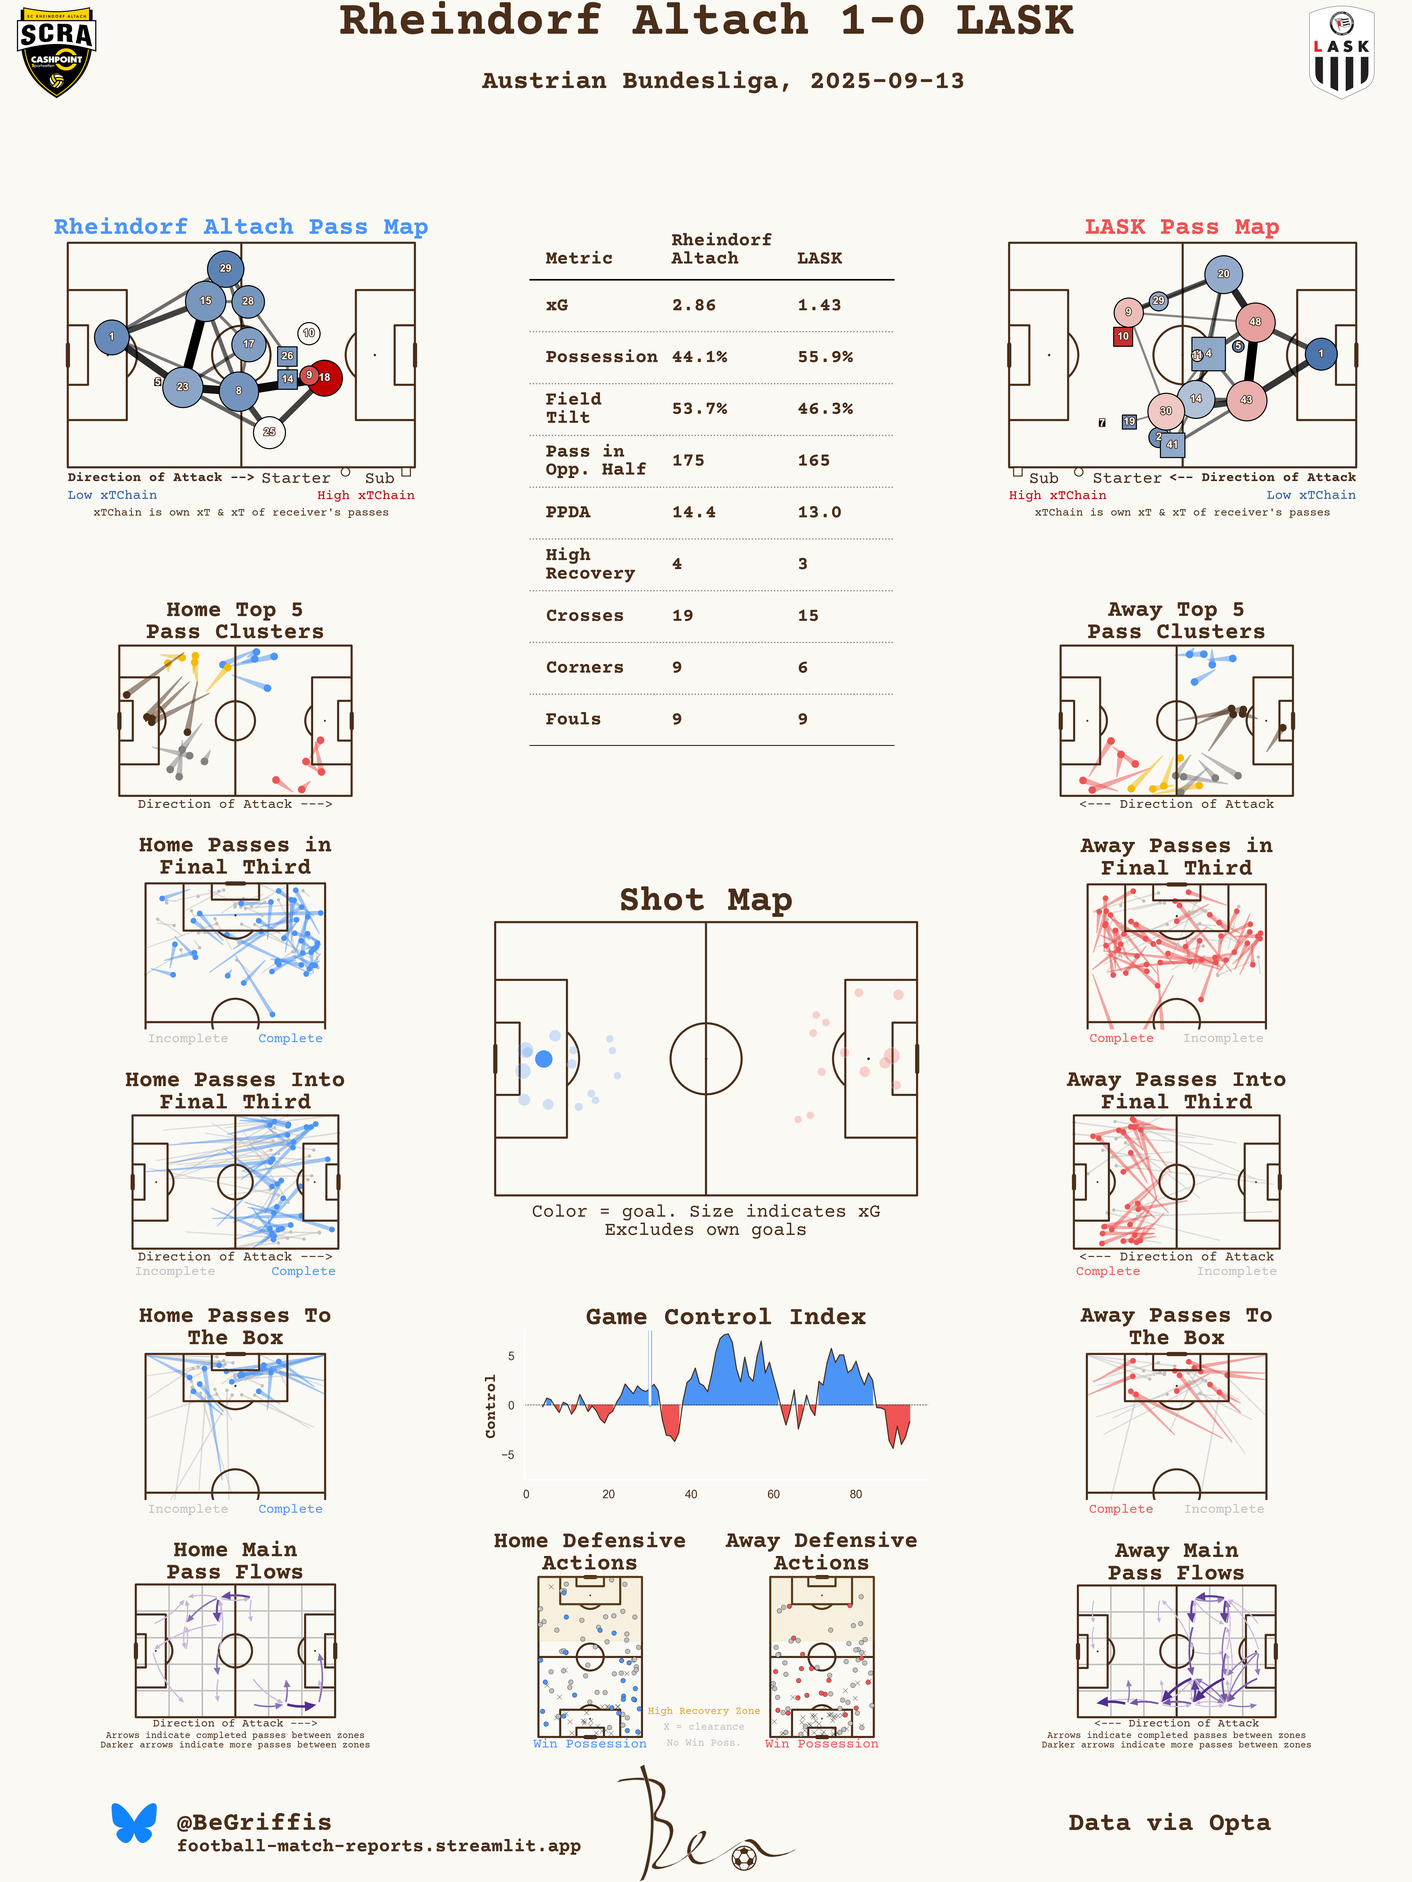 Rheindorf Altach 1-0 LASK
Austrian Bundesliga, 2025-09-13
SC RHEINDORF ALTACH
SCRA
CASHPOINT
LASK
Rheindorf Altach Pass Map
29
15
28
1
17
10
26
5
23
8
14
9
18
25
Direction of Attack --> Starter Sub
Low xTChain High xTChain
xTChain is own xT & xT of receiver's passes
Metric Rheindorf Altach LASK
xG 2.86 1.43
Possession 44.1% 55.9%
Field Tilt 53.7% 46.3%
Pass in Opp. Half 175 165
PPDA 14.4 13.0
High Recovery 4 3
Crosses 19 15
Corners 9 6
Fouls 9 9
LASK Pass Map
20
29
9
10
48
11
4
5
1
14
43
30
7
19
2
41
Sub Starter <-- Direction of Attack
High xTChain Low xTChain
xTChain is own xT & xT of receiver's passes
Home Top 5
Pass Clusters
Direction of Attack --->
Away Top 5
Pass Clusters
<--- Direction of Attack
Home Passes in
Final Third
Incomplete Complete
Away Passes in
Final Third
Complete Incomplete
Shot Map
Color = goal. Size indicates xG
Excludes own goals
Home Passes Into
Final Third
Direction of Attack --->
Incomplete Complete
Away Passes Into
Final Third
<--- Direction of Attack
Complete Incomplete
Home Passes To
The Box
Incomplete Complete
Game Control Index
Control
5
0
−5
0 20 40 60 80
Away Passes To
The Box
Complete Incomplete
Home Main
Pass Flows
Direction of Attack --->
Arrows indicate completed passes between zones
Darker arrows indicate more passes between zones
Home Defensive
Actions
Win Possession
Away Defensive
Actions
Win Possession
High Recovery Zone
X = clearance
No Win Poss.
Away Main
Pass Flows
<--- Direction of Attack
Arrows indicate completed passes between zones
Darker arrows indicate more passes between zones
@BeGriffis
football-match-reports.streamlit.app
Ben
Data via Opta